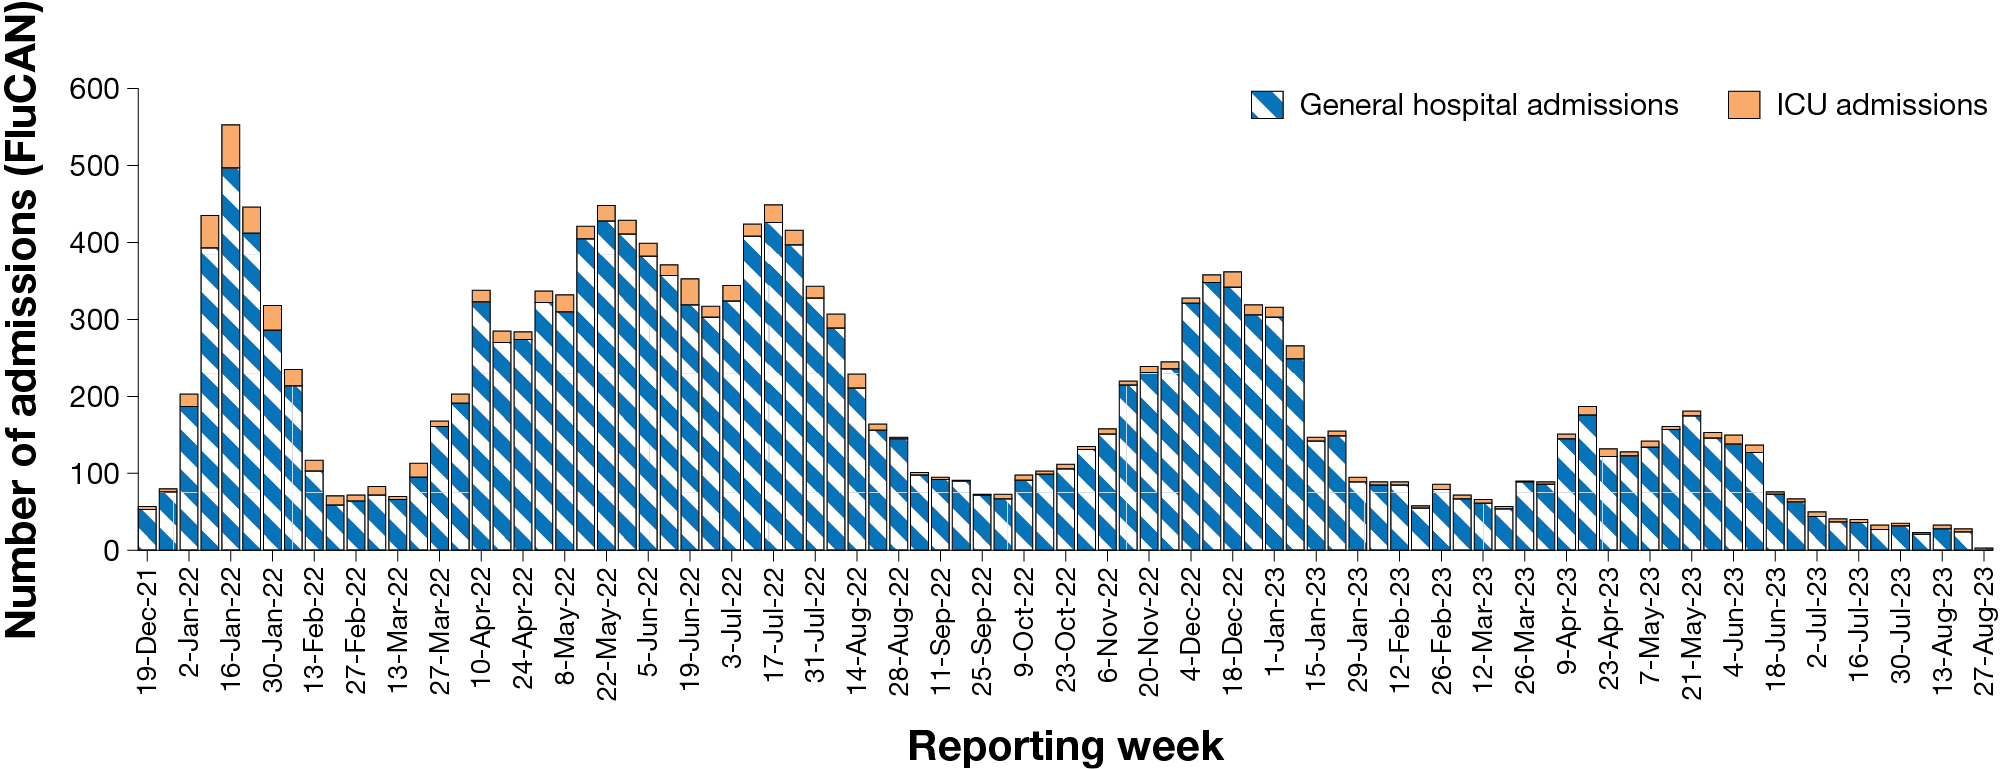 Number of admissions (FluCAN)
600
500
400
300
200
100
0
General hospital admissions
ICU admissions
19-Dec-21
2-Jan-22
16-Jan-22
30-Jan-22
13-Feb-22
27-Feb-22
13-Mar-22
27-Mar-22
10-Apr-22
24-Apr-22
8-May-22
22-May-22
5-Jun-22
19-Jun-22
3-Jul-22
17-Jul-22
31-Jul-22
14-Aug-22
28-Aug-22
11-Sep-22
25-Sep-22
9-Oct-22
23-Oct-22
6-Nov-22
20-Nov-22
4-Dec-22
18-Dec-22
1-Jan-23
15-Jan-23
29-Jan-23
12-Feb-23
26-Feb-23
12-Mar-23
26-Mar-23
9-Apr-23
23-Apr-23
7-May-23
21-May-23
4-Jun-23
18-Jun-23
2-Jul-23
16-Jul-23
30-Jul-23
13-Aug-23
27-Aug-23
Reporting week